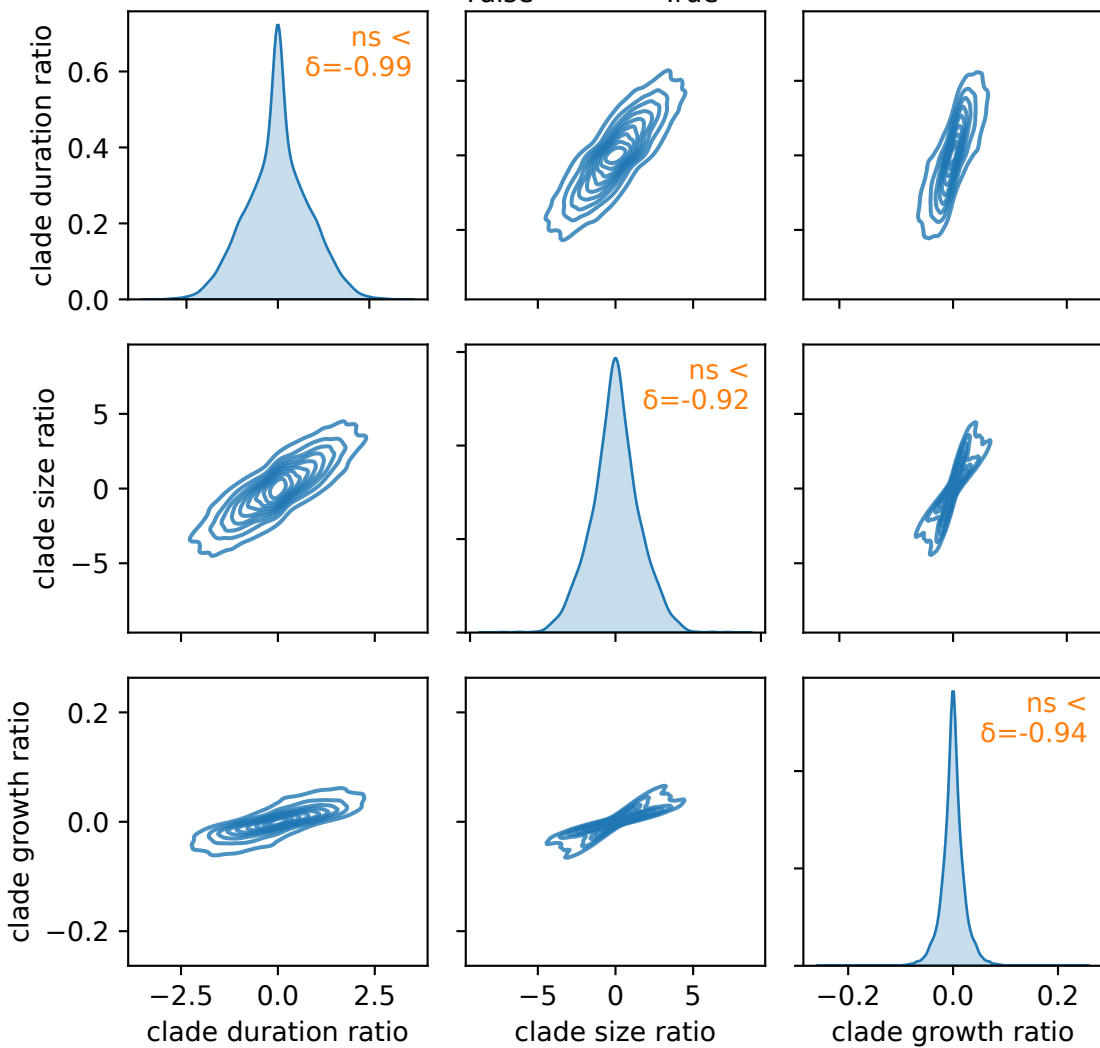 clade duration ratio
0.6
0.4
0.2
0.0
ns <
δ=-0.99
clade size ratio
5
0
−5
ns <
δ=-0.92
clade growth ratio
0.2
0.0
−0.2
ns <
δ=-0.94
−2.5 0.0 2.5
−5 0 5
−0.2 0.0 0.2
clade duration ratio
clade size ratio
clade growth ratio